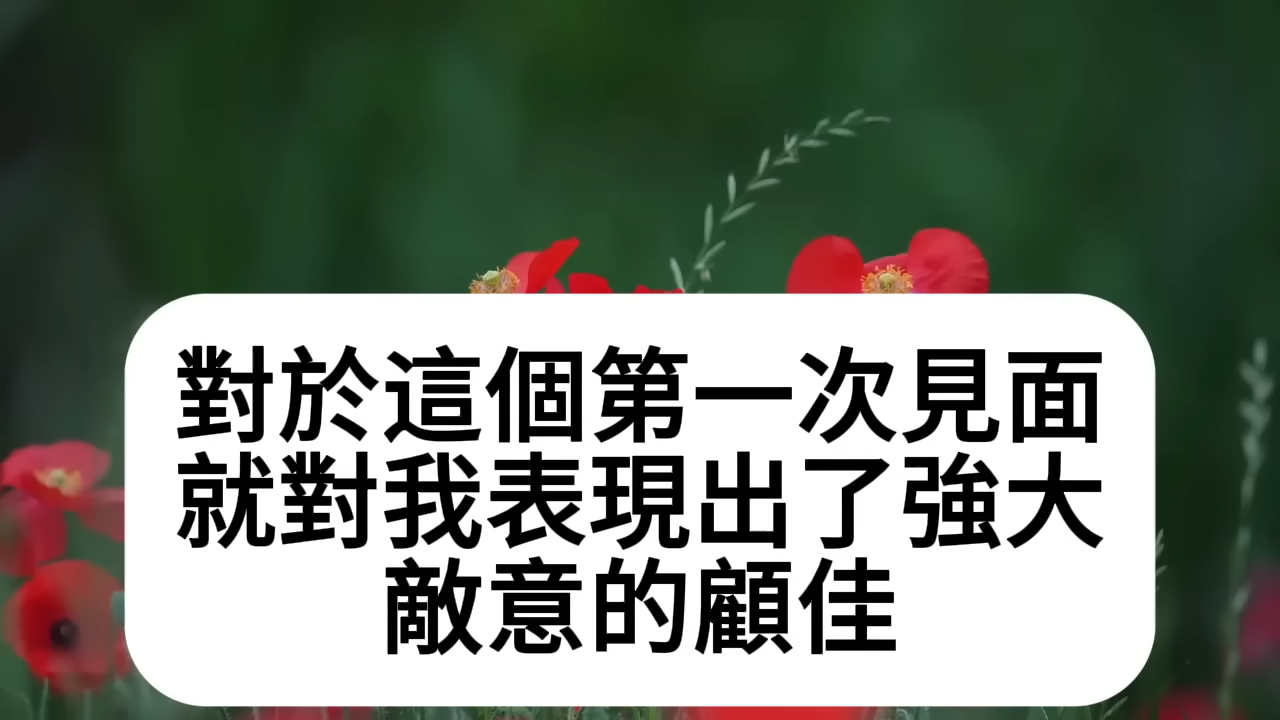 對於這個第一次見面
就對我表現出了強大
敵意的顧佳